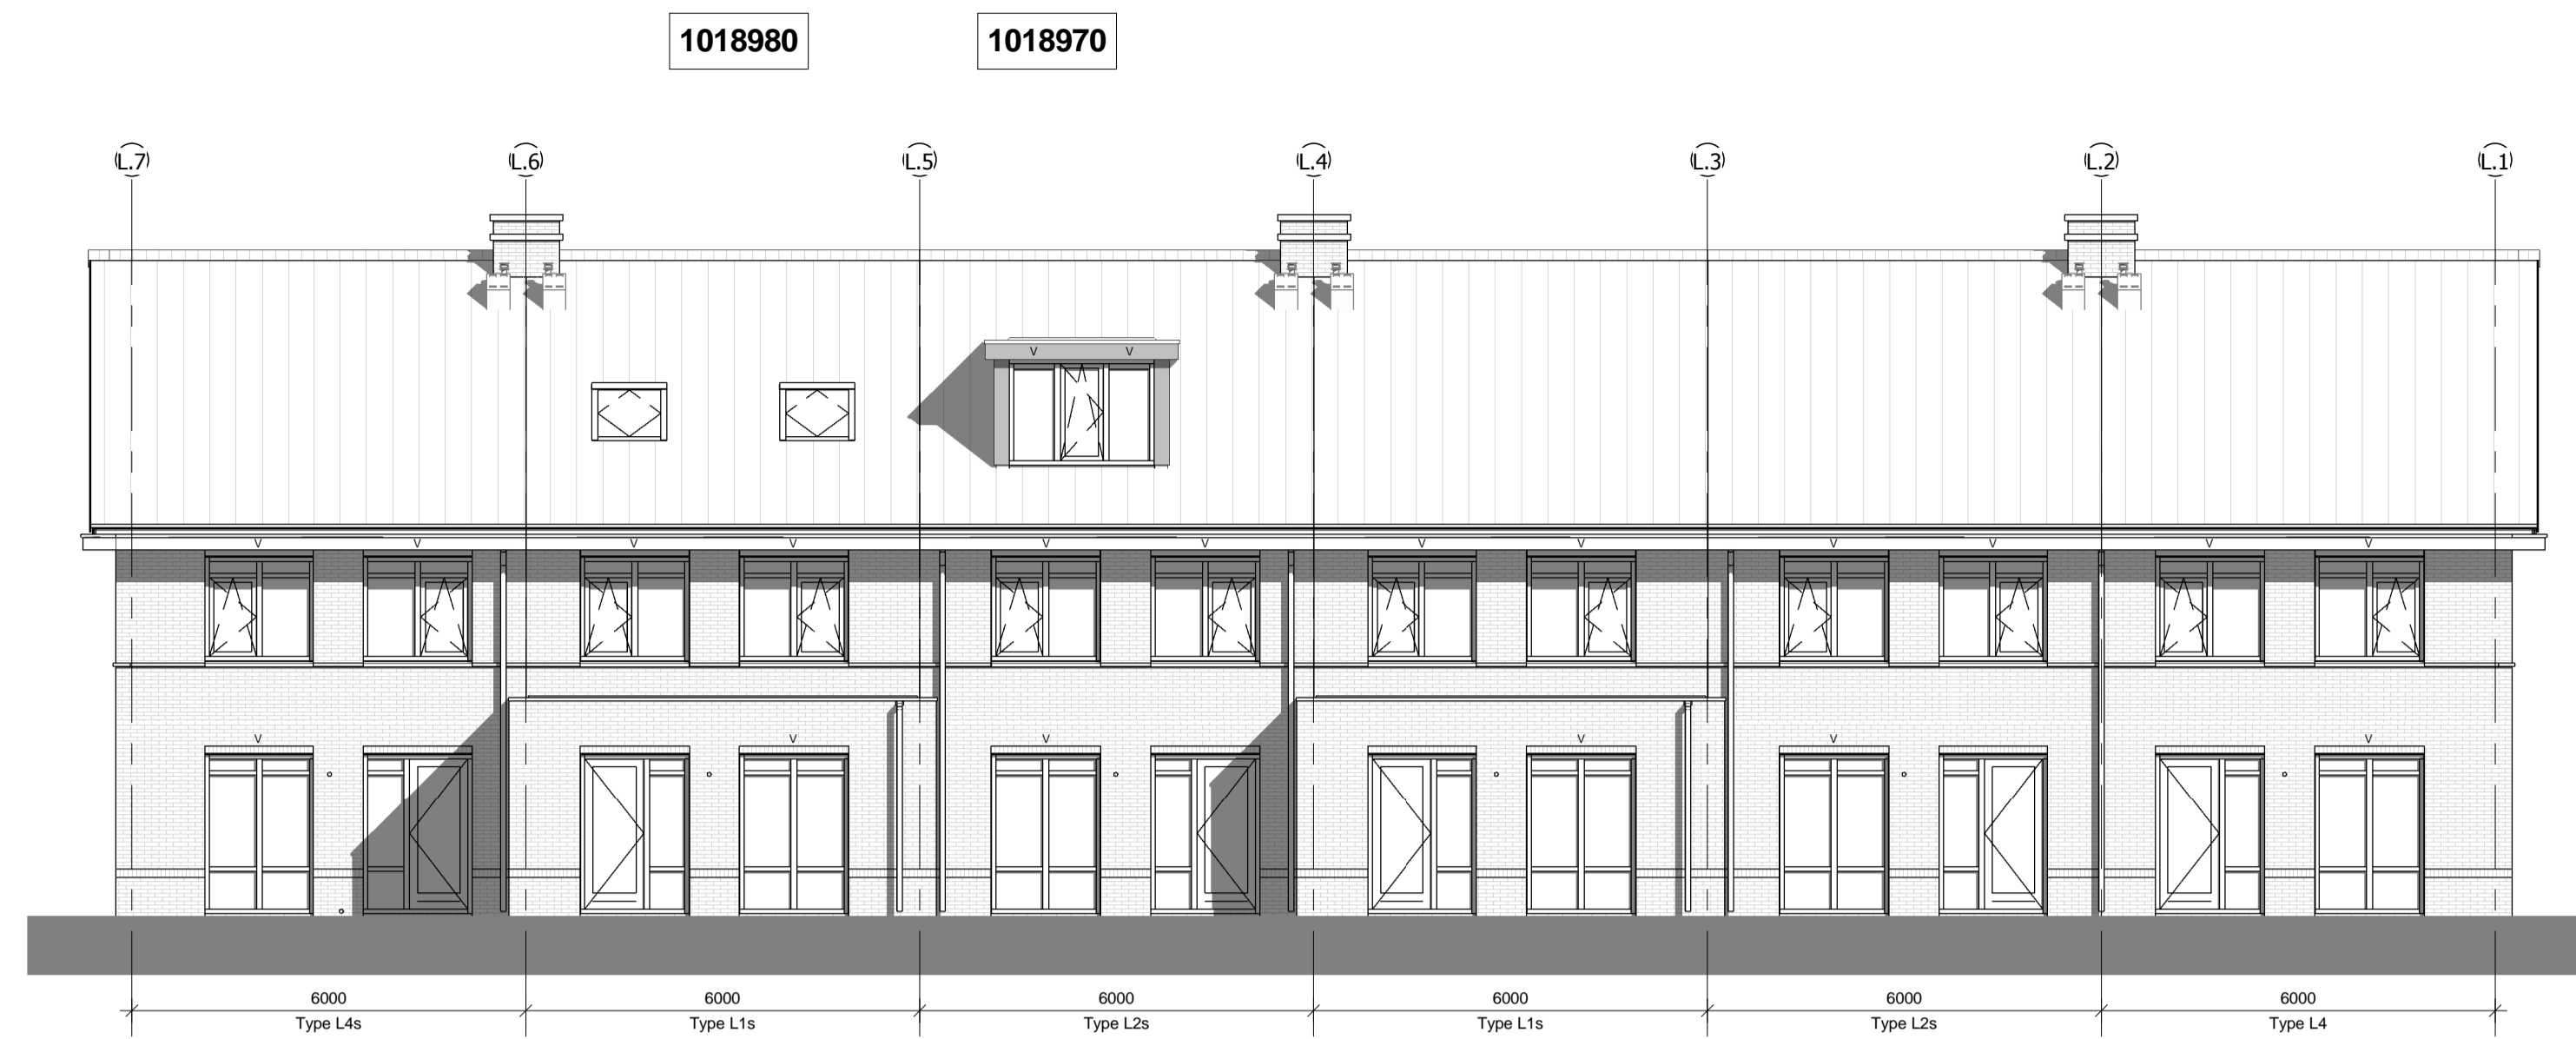 1018980 1018970
L.7 L.6 L.5 L.4 L.3 L.2 L.1
V V
V V V V V V V V V V V V
V V V V V V
6000 6000 6000 6000 6000 6000
Type L4s Type L1s Type L2s Type L1s Type L2s Type L4